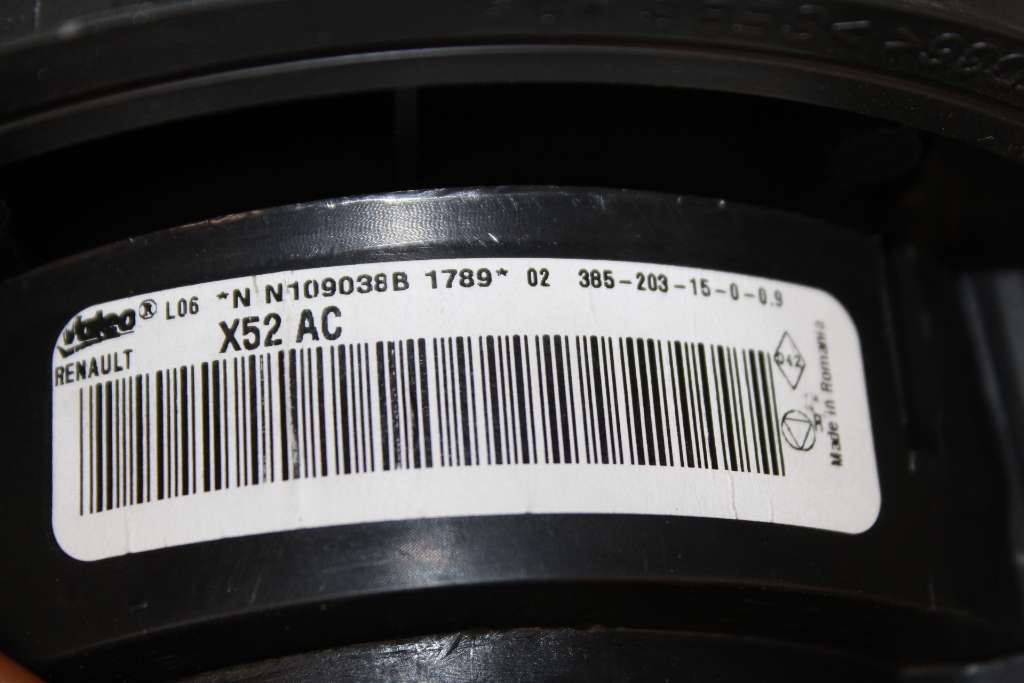 Valeo® L06 *N N109038B 1789* 02 385-203-15-0-0.9
RENAULT
X52 AC
Made in Romania